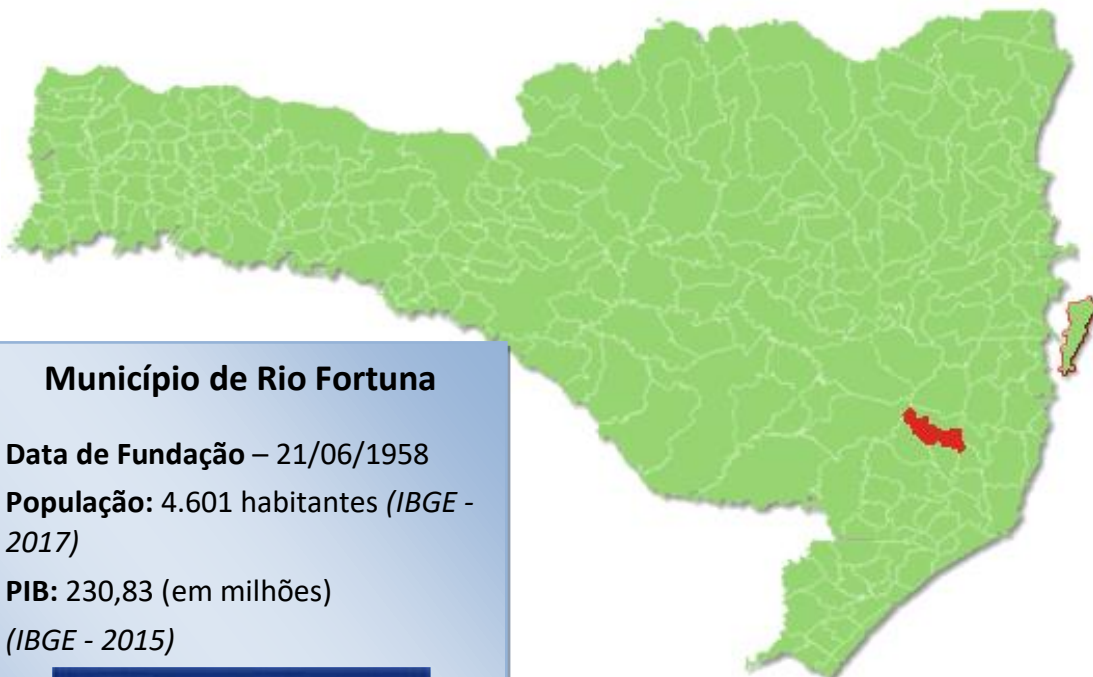 Município de Rio Fortuna
Data de Fundação – 21/06/1958
População: 4.601 habitantes (IBGE -
2017)
PIB: 230,83 (em milhões)
(IBGE - 2015)